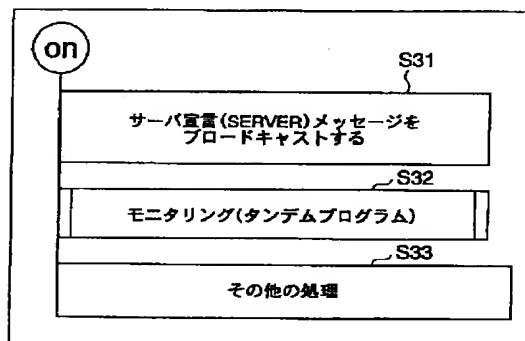 on
S31
サーバ宣言(SERVER)メッセージを
ブロードキャストする
S32
モニタリング(タンデムプログラム)
S33
その他の処理